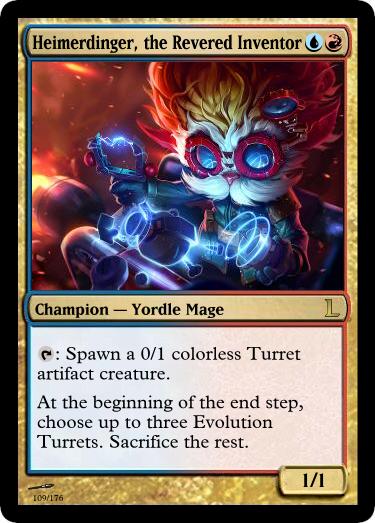 Heimerdinger, the Revered Inventor
Champion — Yordle Mage
L
: Spawn a 0/1 colorless Turret
artifact creature.
At the beginning of the end step,
choose up to three Evolution
Turrets. Sacrifice the rest.
1/1
109/176